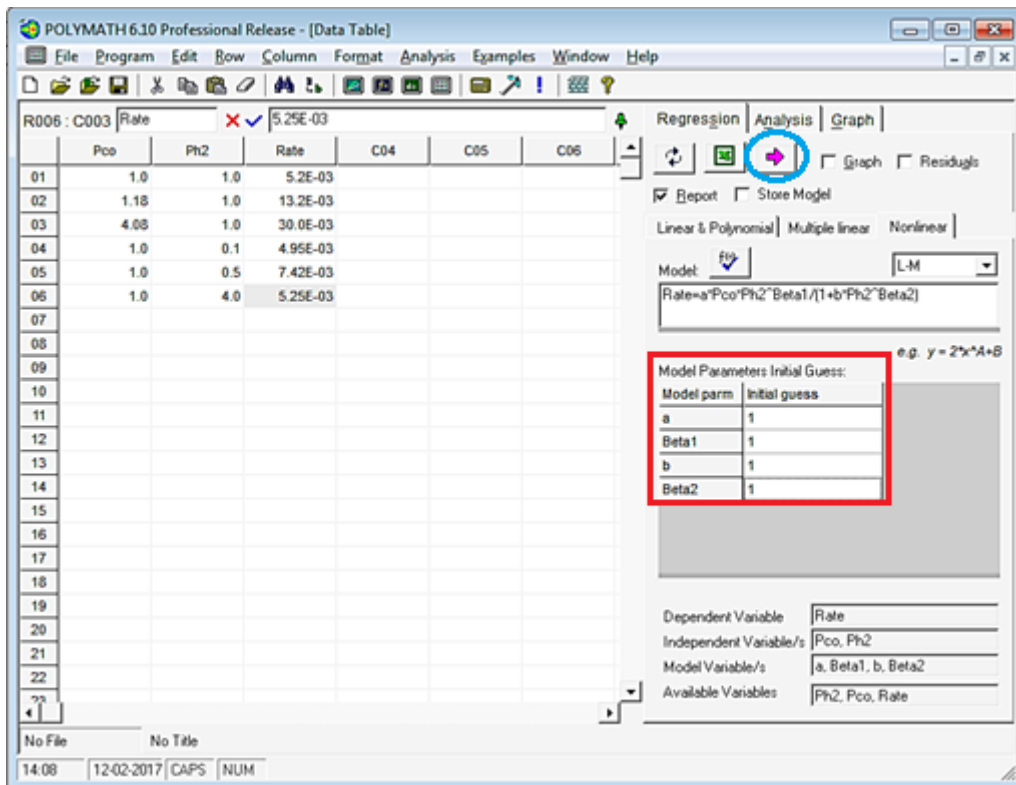 POLYMATH 6.10 Professional Release - [Data Table]
File Program Edit Row Column Format Analysis Examples Window Help
R006 : C003 Rate 5.25E-03
Pco Ph2 Rate C04 C05 C06
01 1.0 1.0 5.2E-03
02 1.18 1.0 13.2E-03
03 4.08 1.0 30.0E-03
04 1.0 0.1 4.95E-03
05 1.0 0.5 7.42E-03
06 1.0 4.0 5.25E-03
07
08
09
10
11
12
13
14
15
16
17
18
19
20
21
22
23
Regression Analysis Graph
Graph Residuals
Report Store Model
Linear & Polynomial Multiple linear Nonlinear
Model: f(x) L-M
Rate=a*Pco*Ph2^Beta1/(1+b*Ph2^Beta2)
e.g. y = 2*x^A+B
Model Parameters Initial Guess:
Model parm Initial guess
a 1
Beta1 1
b 1
Beta2 1
Dependent Variable Rate
Independent Variable/s Pco, Ph2
Model Variable/s a, Beta1, b, Beta2
Available Variables Ph2, Pco, Rate
No File No Title
14:08 12-02-2017 CAPS NUM